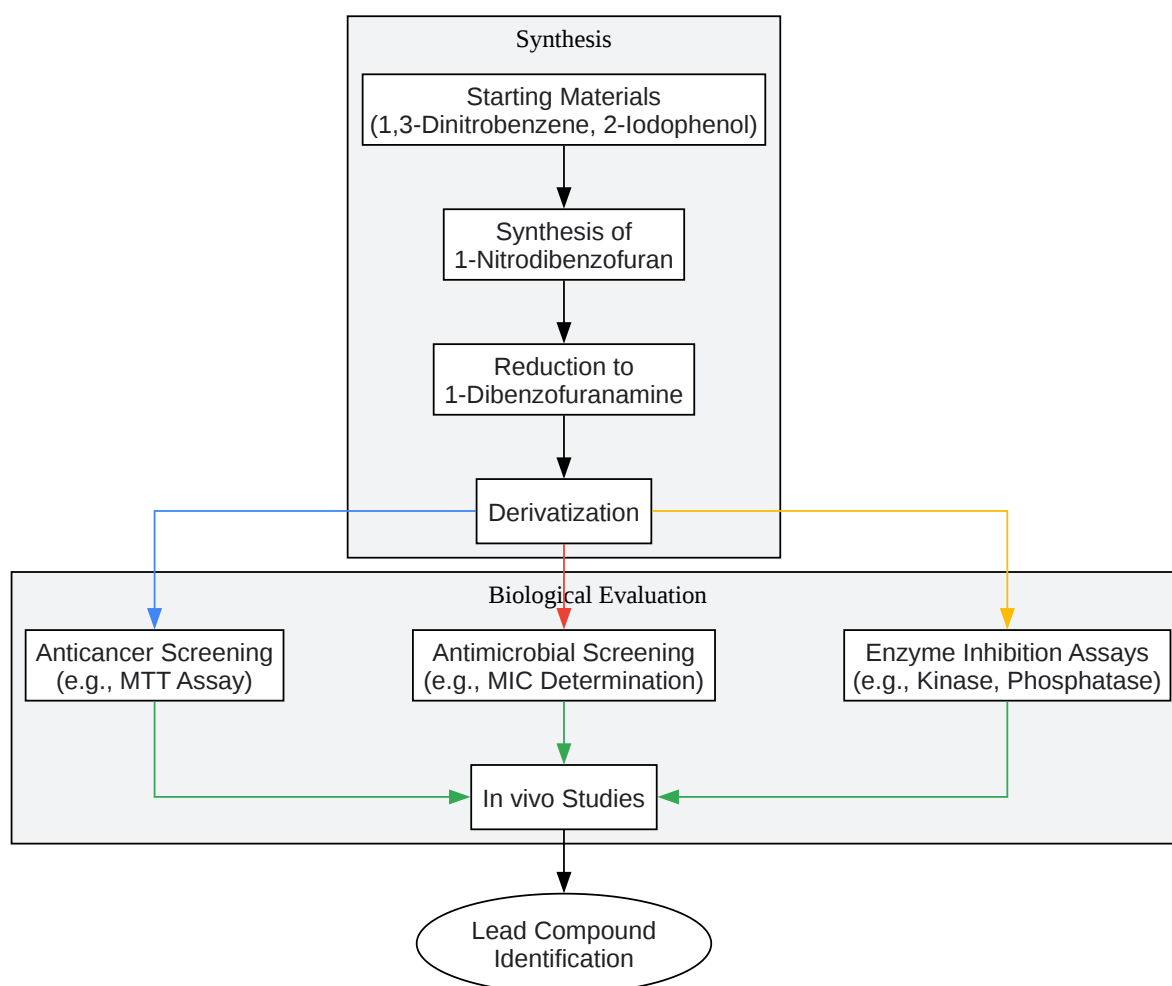 Synthesis
Starting Materials
(1,3-Dinitrobenzene, 2-Iodophenol)
Synthesis of
1-Nitrodibenzofuran
Reduction to
1-Dibenzofuranamine
Derivatization
Biological Evaluation
Anticancer Screening
(e.g., MTT Assay)
Antimicrobial Screening
(e.g., MIC Determination)
Enzyme Inhibition Assays
(e.g., Kinase, Phosphatase)
In vivo Studies
Lead Compound
Identification